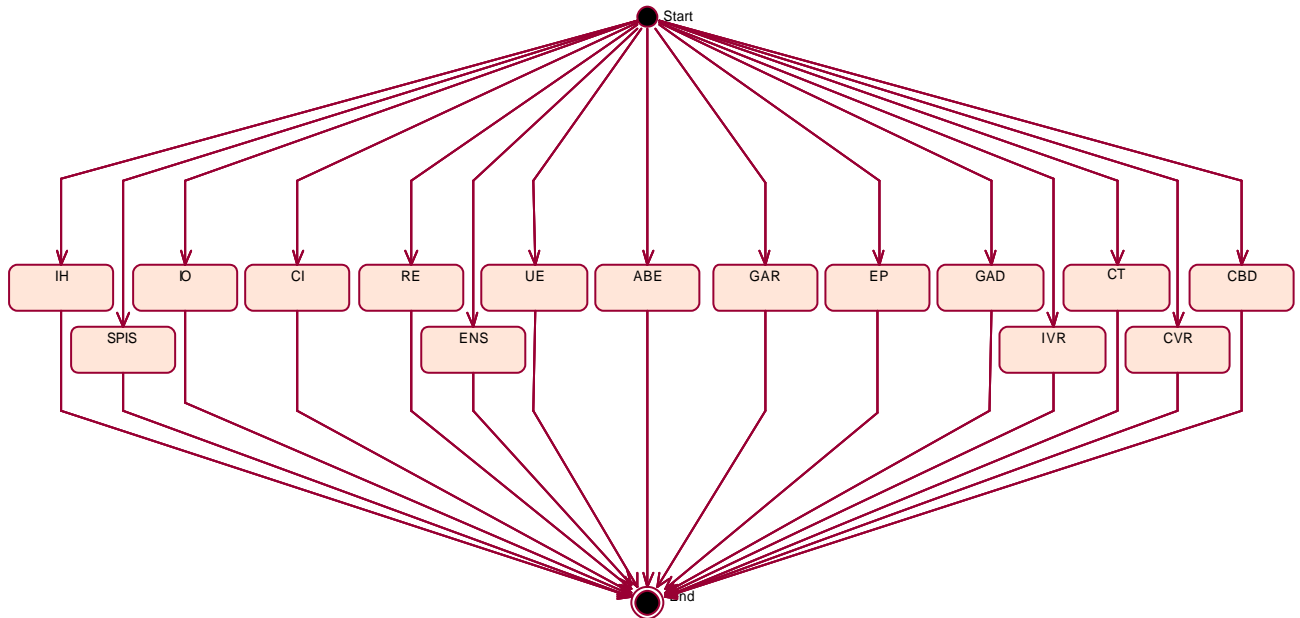 Start
IH
IO
CI
RE
UE
ABE
GAR
EP
GAD
CT
CBD
SPIS
ENS
IVR
CVR
End